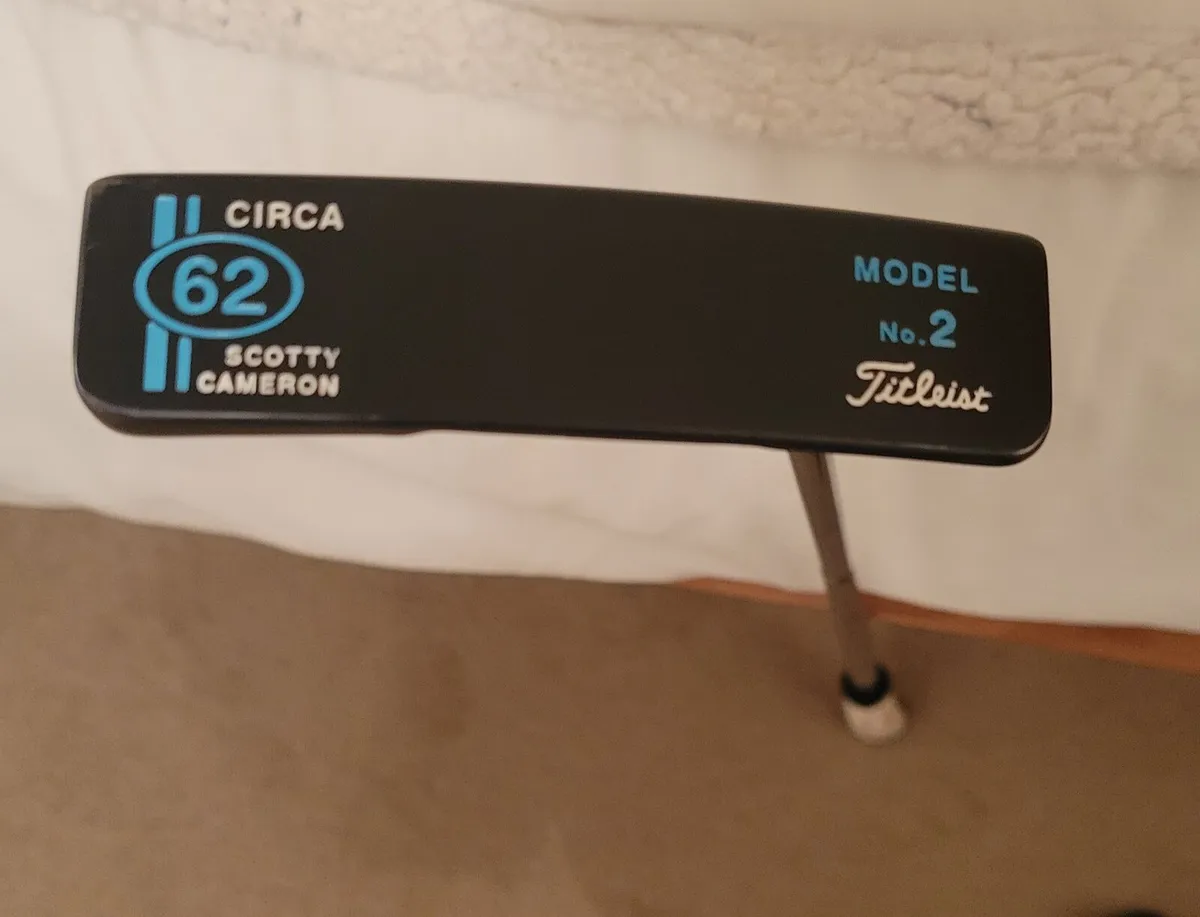 CIRCA
62
SCOTTY
CAMERON
MODEL
No.2
Titleist